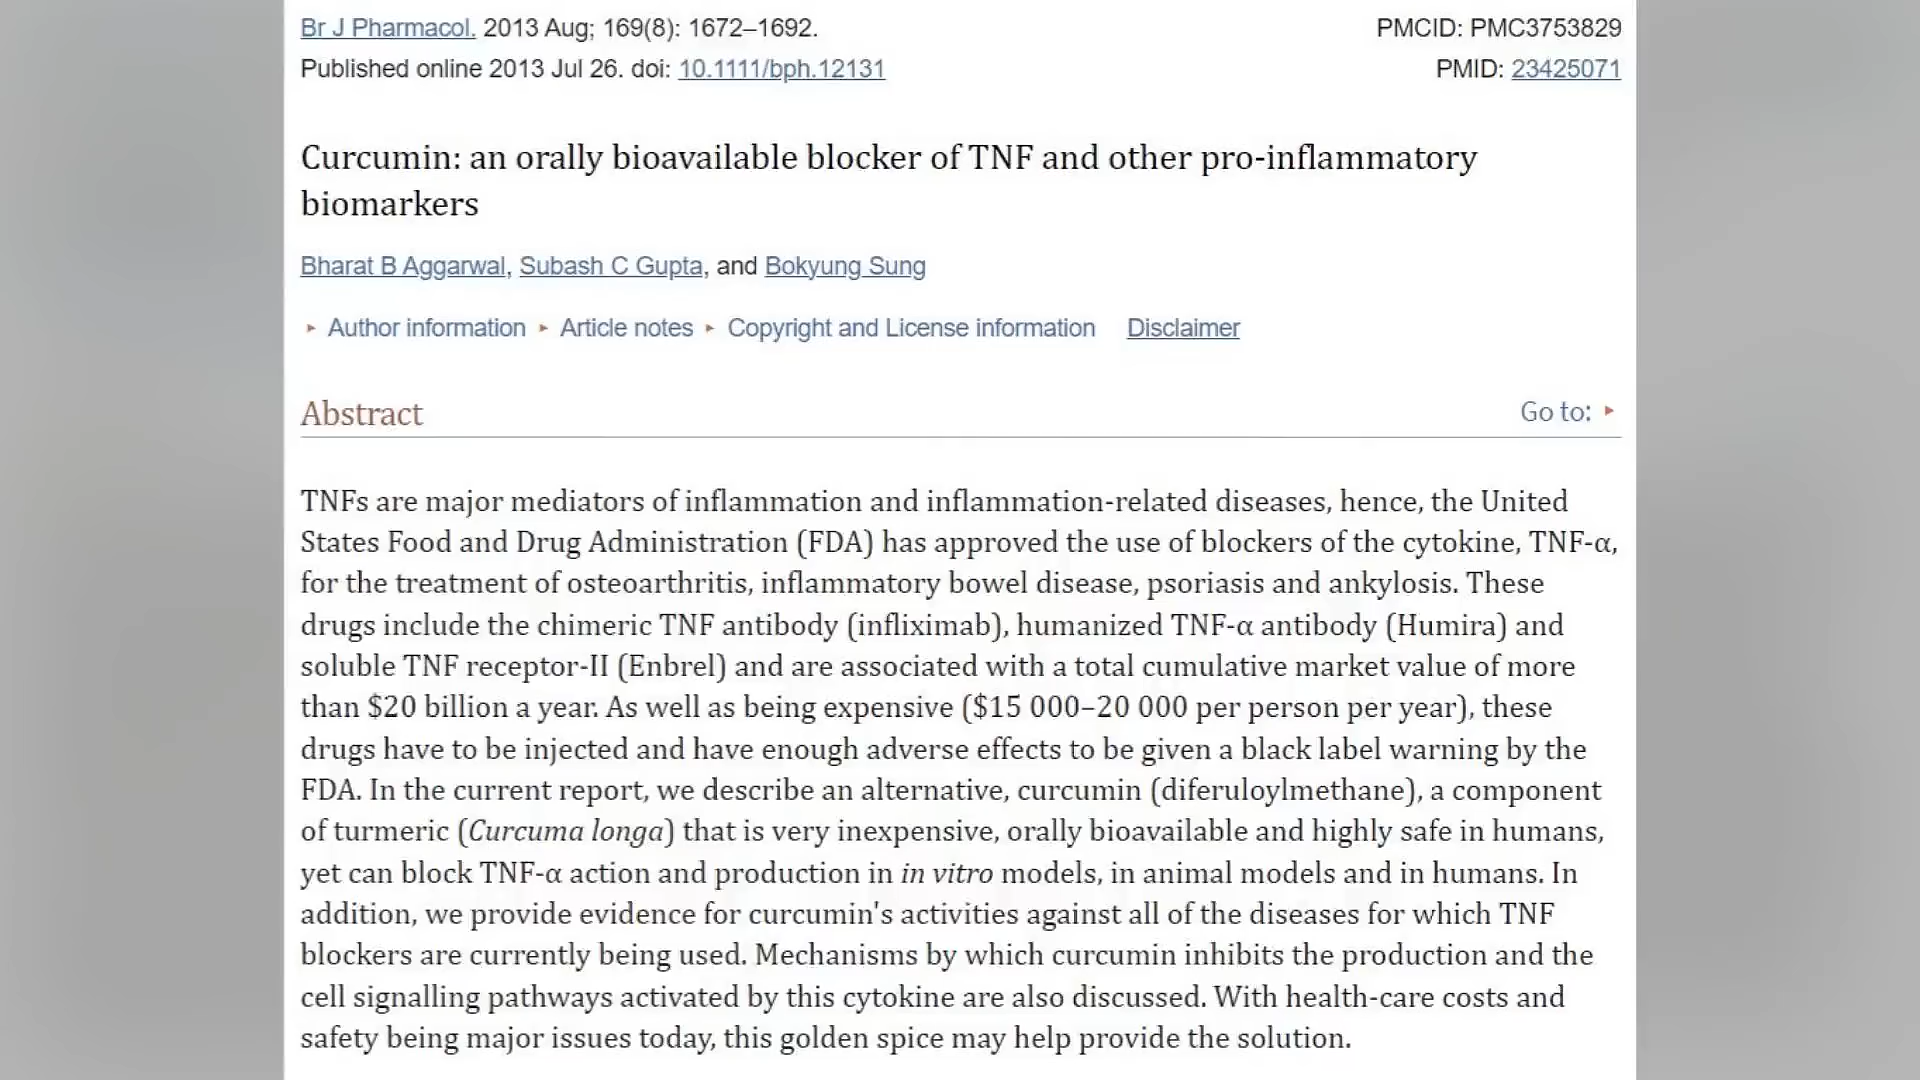 Br J Pharmacol. 2013 Aug; 169(8): 1672–1692. PMCID: PMC3753829
Published online 2013 Jul 26. doi: 10.1111/bph.12131 PMID: 23425071
Curcumin: an orally bioavailable blocker of TNF and other pro-inflammatory
biomarkers
Bharat B Aggarwal, Subash C Gupta, and Bokyung Sung
▸ Author information ▸ Article notes ▸ Copyright and License information Disclaimer
Abstract Go to: ▸
TNFs are major mediators of inflammation and inflammation-related diseases, hence, the United
States Food and Drug Administration (FDA) has approved the use of blockers of the cytokine, TNF-α,
for the treatment of osteoarthritis, inflammatory bowel disease, psoriasis and ankylosis. These
drugs include the chimeric TNF antibody (infliximab), humanized TNF-α antibody (Humira) and
soluble TNF receptor-II (Enbrel) and are associated with a total cumulative market value of more
than $20 billion a year. As well as being expensive ($15 000–20 000 per person per year), these
drugs have to be injected and have enough adverse effects to be given a black label warning by the
FDA. In the current report, we describe an alternative, curcumin (diferuloylmethane), a component
of turmeric (Curcuma longa) that is very inexpensive, orally bioavailable and highly safe in humans,
yet can block TNF-α action and production in in vitro models, in animal models and in humans. In
addition, we provide evidence for curcumin's activities against all of the diseases for which TNF
blockers are currently being used. Mechanisms by which curcumin inhibits the production and the
cell signalling pathways activated by this cytokine are also discussed. With health-care costs and
safety being major issues today, this golden spice may help provide the solution.